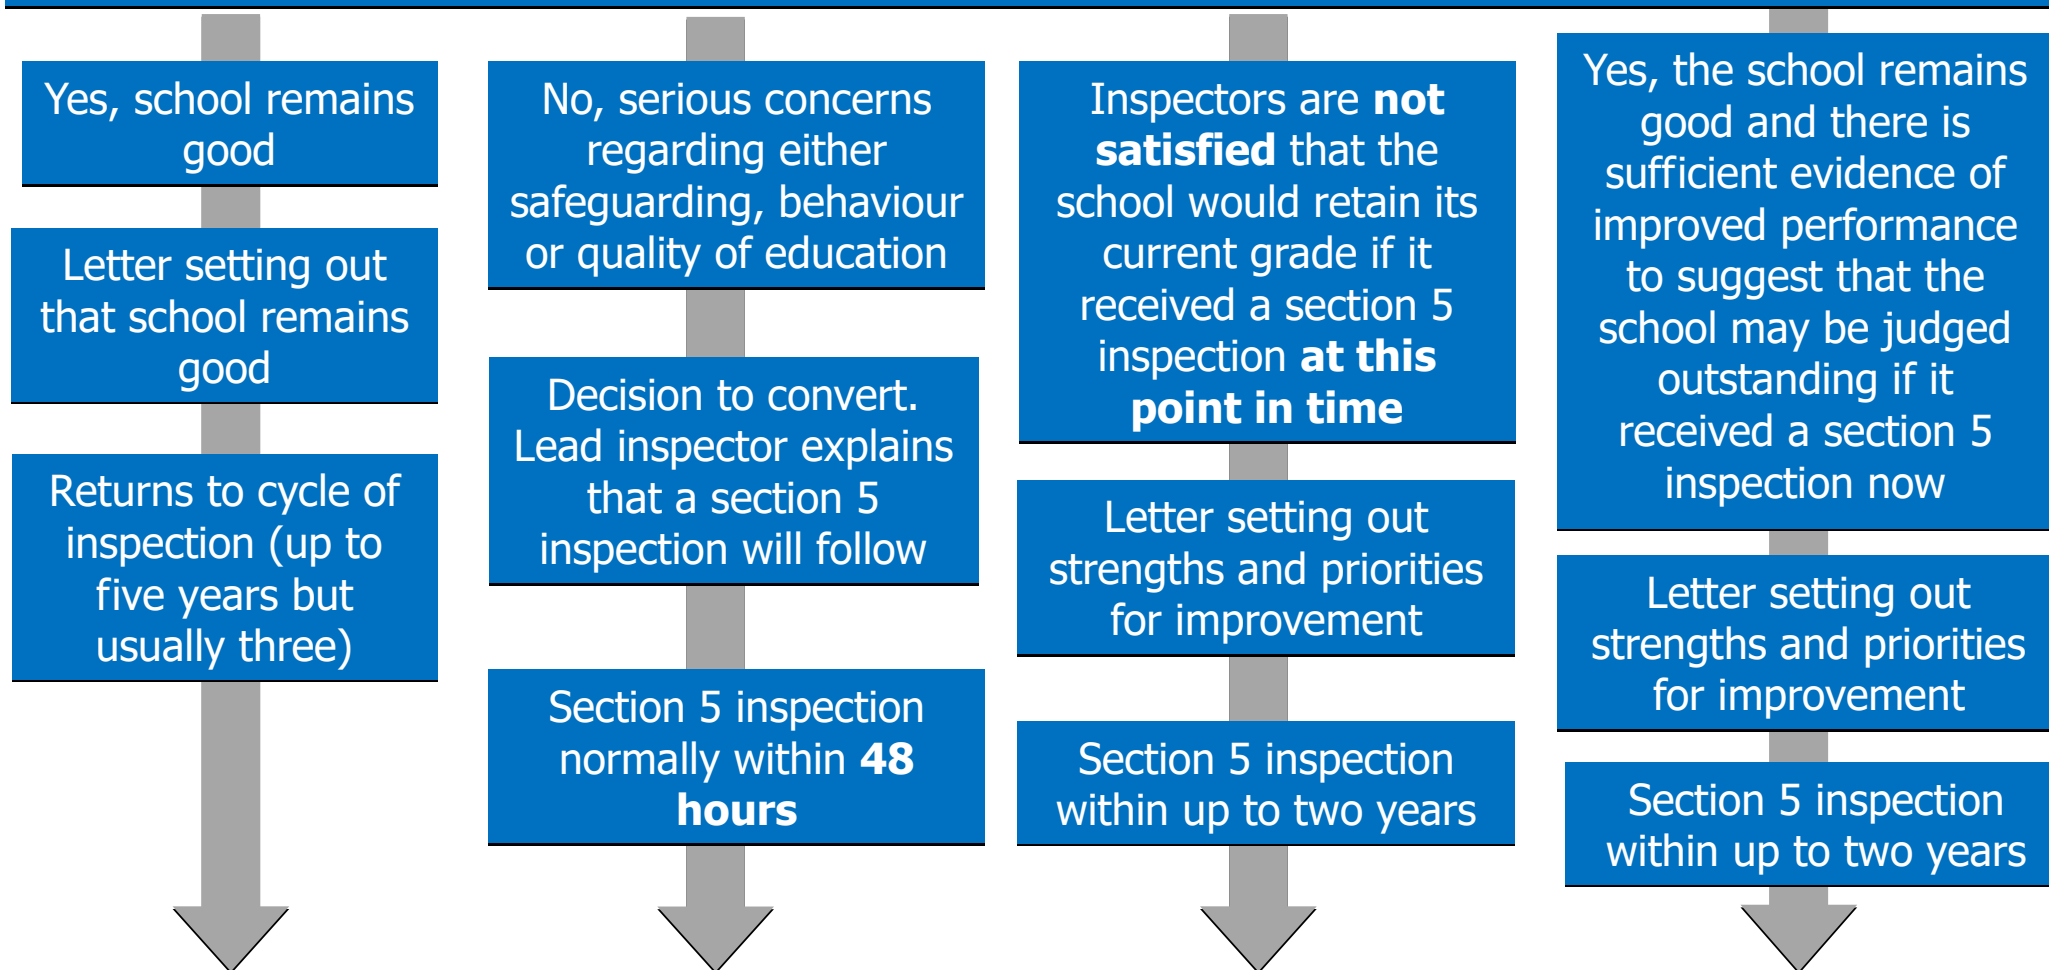 Yes, school remains
good
Letter setting out
that school remains
good
Returns to cycle of
inspection (up to
five years but
usually three)
No, serious concerns
regarding either
safeguarding, behaviour
or quality of education
Decision to convert.
Lead inspector explains
that a section 5
inspection will follow
Section 5 inspection
normally within 48
hours
Inspectors are not
satisfied that the
school would retain its
current grade if it
received a section 5
inspection at this
point in time
Letter setting out
strengths and priorities
for improvement
Section 5 inspection
within up to two years
Yes, the school remains
good and there is
sufficient evidence of
improved performance
to suggest that the
school may be judged
outstanding if it
received a section 5
inspection now
Letter setting out
strengths and priorities
for improvement
Section 5 inspection
within up to two years